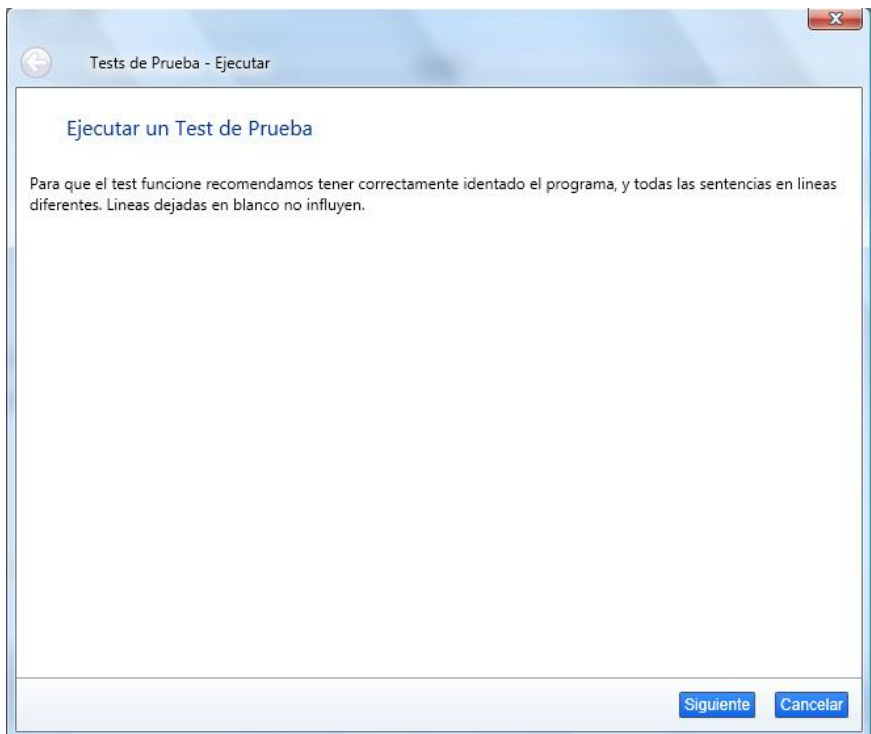 Tests de Prueba - Ejecutar
Ejecutar un Test de Prueba
Para que el test funcione recomendamos tener correctamente identado el programa, y todas las sentencias en lineas
diferentes. Lineas dejadas en blanco no influyen.
Siguiente Cancelar